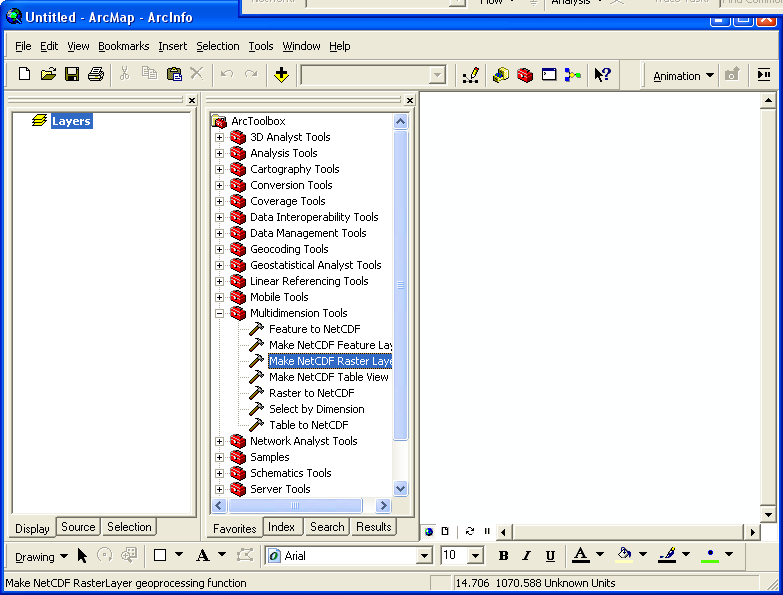 Untitled - ArcMap - ArcInfo
File Edit View Bookmarks Insert Selection Tools Window Help
Animation
Layers
ArcToolbox
3D Analyst Tools
Analysis Tools
Cartography Tools
Conversion Tools
Coverage Tools
Data Interoperability Tools
Data Management Tools
Geocoding Tools
Geostatistical Analyst Tools
Linear Referencing Tools
Mobile Tools
Multidimension Tools
Feature to NetCDF
Make NetCDF Feature Lay
Make NetCDF Raster Laye
Make NetCDF Table View
Raster to NetCDF
Select by Dimension
Table to NetCDF
Network Analyst Tools
Samples
Schematics Tools
Server Tools
Display Source Selection
Favorites Index Search Results
Drawing A Arial 10 B I U A
Make NetCDF RasterLayer geoprocessing function
14.706 1070.588 Unknown Units